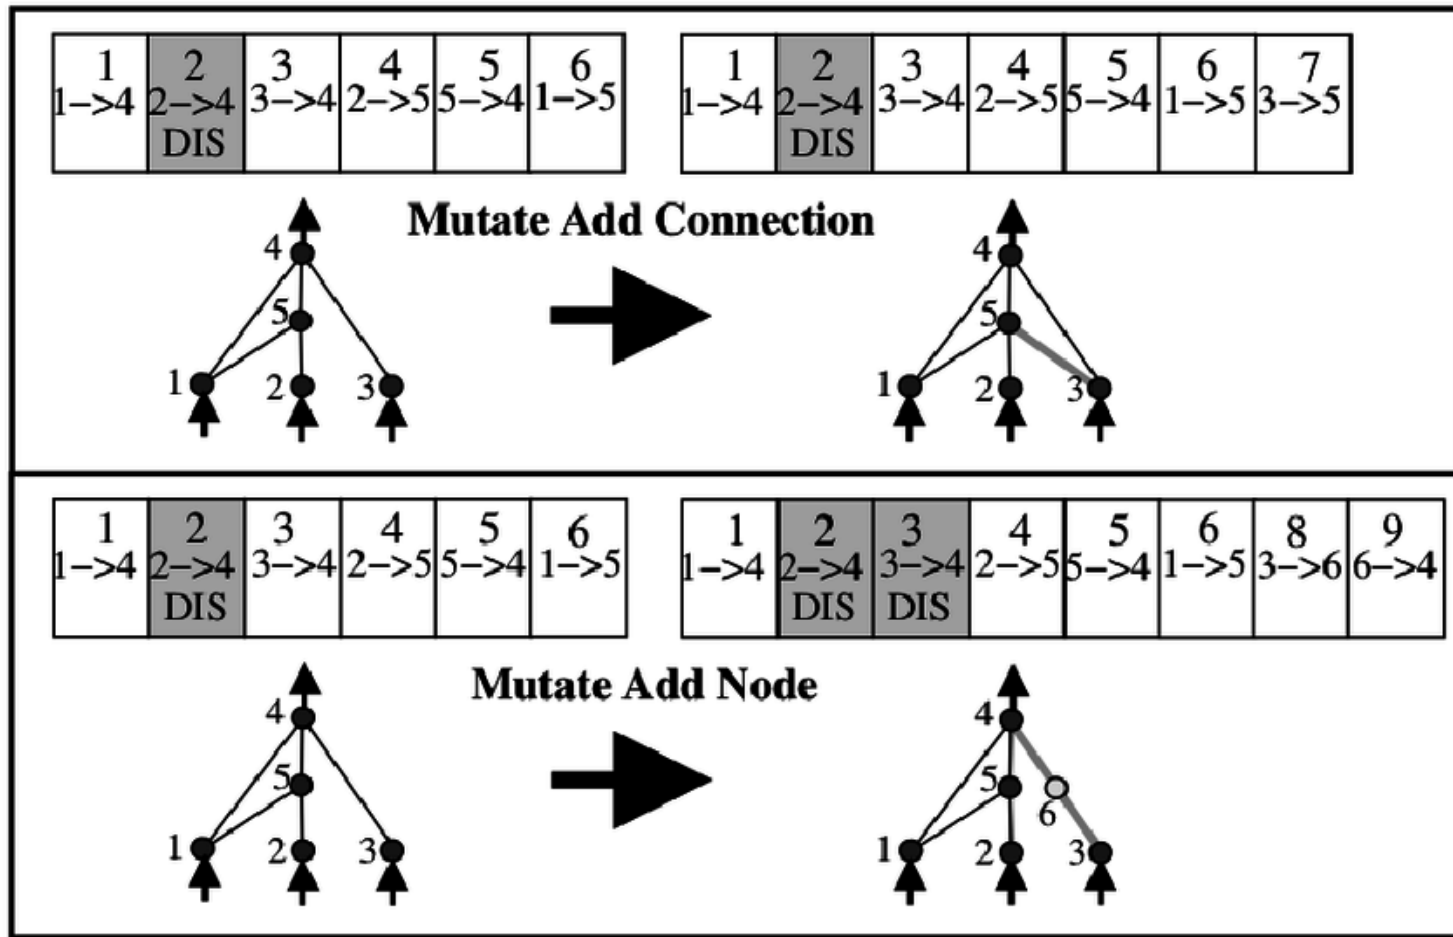 1 2 3 4 5 6
1->4 2->4 3->4 2->5 5->4 1->5
DIS
1 2 3 4 5 6 7
1->4 2->4 3->4 2->5 5->4 1->5 3->5
DIS
Mutate Add Connection
4
5
1 2 3
4
5
1 2 3
1 2 3 4 5 6
1->4 2->4 3->4 2->5 5->4 1->5
DIS
1 2 3 4 5 6 8 9
1->4 2->4 3->4 2->5 5->4 1->5 3->6 6->4
DIS DIS
Mutate Add Node
4
5
1 2 3
4
5
6
1 2 3